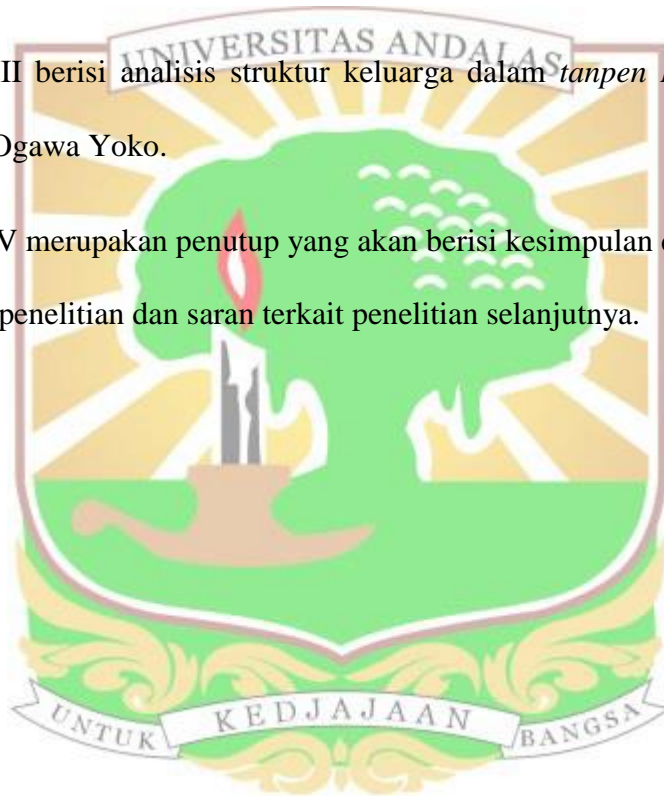 UNIVERSITAS ANDALAS
II berisi analisis struktur keluarga dalam tanpen
Ogawa Yoko.
V merupakan penutup yang akan berisi kesimpulan
penelitian dan saran terkait penelitian selanjutnya.
UNTUK KEDJAJAAN BANGSA